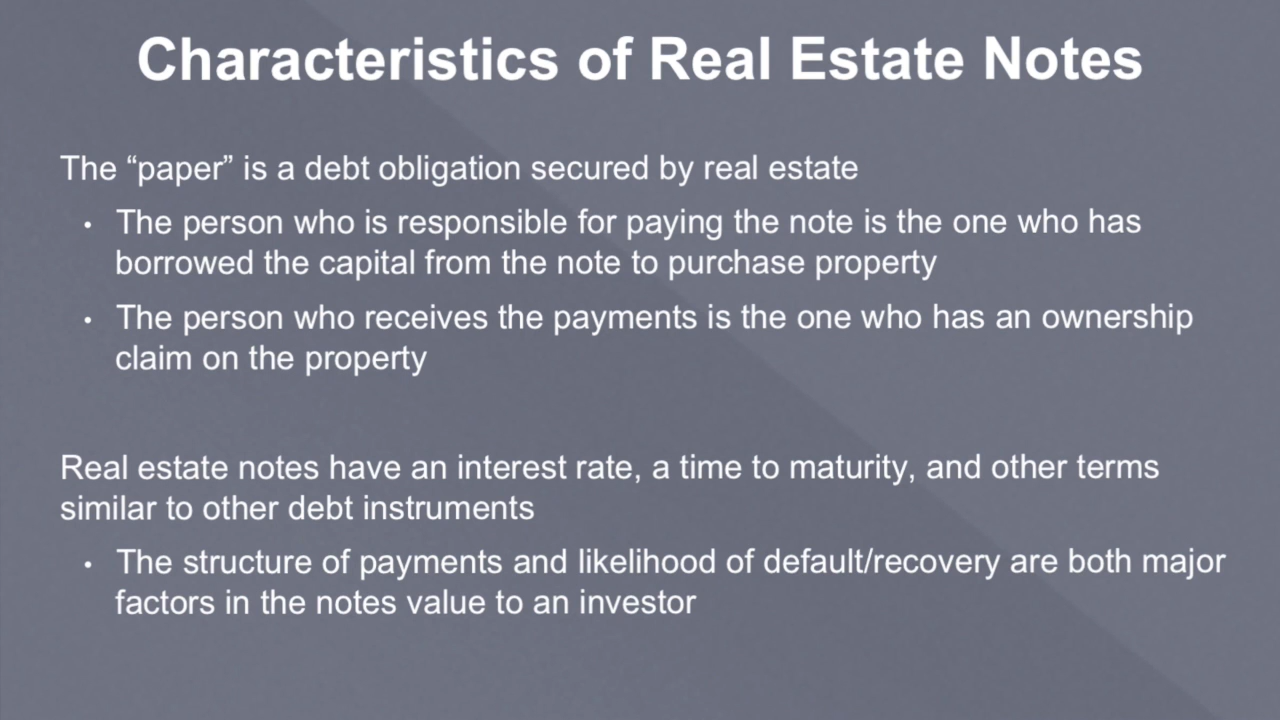 Characteristics of Real Estate Notes
The “paper” is a debt obligation secured by real estate
• The person who is responsible for paying the note is the one who has
borrowed the capital from the note to purchase property
• The person who receives the payments is the one who has an ownership
claim on the property
Real estate notes have an interest rate, a time to maturity, and other terms
similar to other debt instruments
• The structure of payments and likelihood of default/recovery are both major
factors in the notes value to an investor